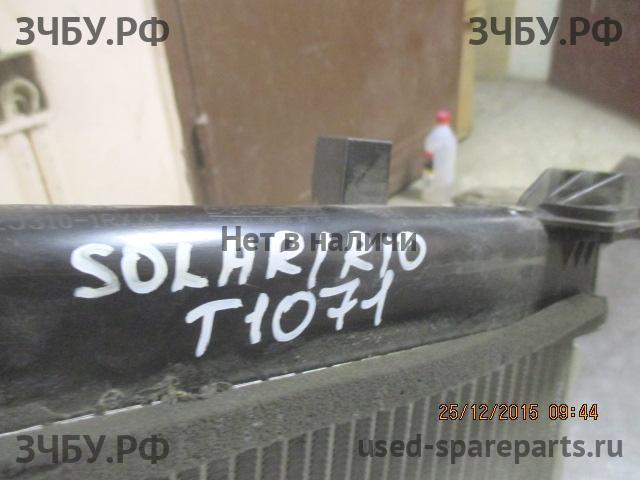 ЗЧБУ.РФ
ЗЧБУ.РФ
Нет в наличи
SOLARIRIO
T1071
25/12/2015 09:44
ЗЧБУ.РФ
used-spareparts.ru